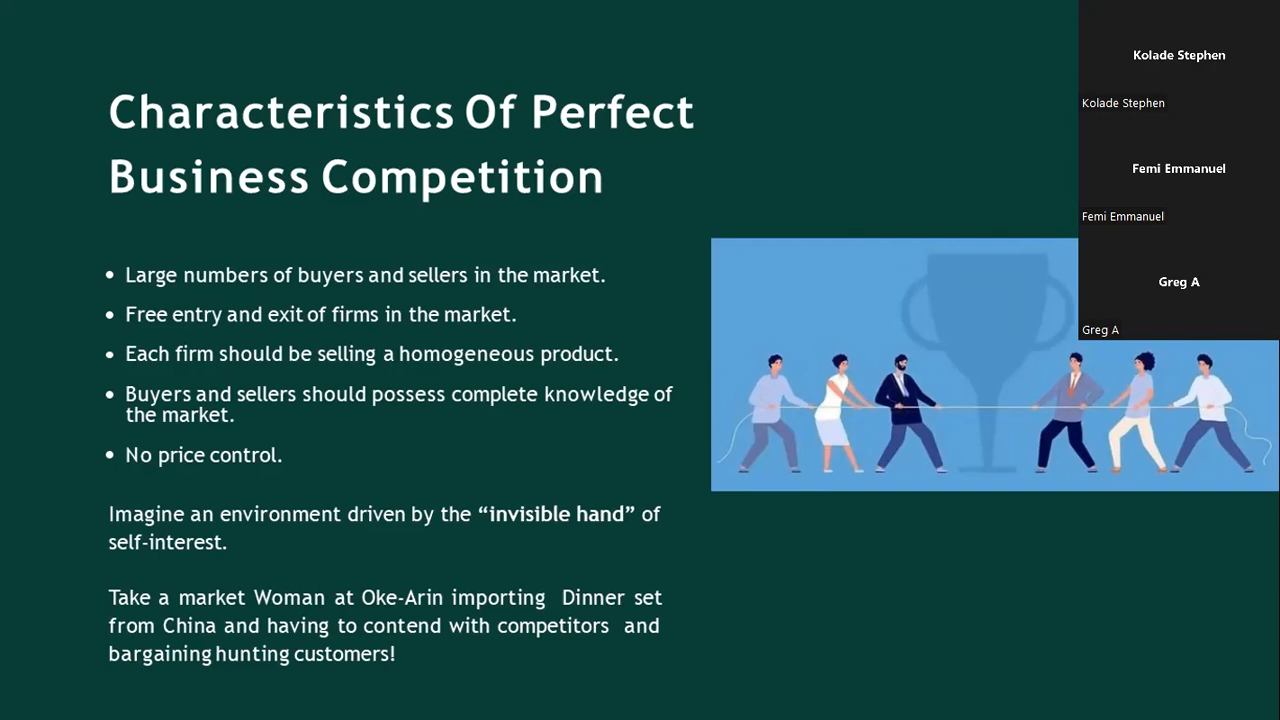 Characteristics Of Perfect
Business Competition
• Large numbers of buyers and sellers in the market.
• Free entry and exit of firms in the market.
• Each firm should be selling a homogeneous product.
• Buyers and sellers should possess complete knowledge of
the market.
• No price control.
Imagine an environment driven by the “invisible hand” of
self-interest.
Take a market Woman at Oke-Arin importing Dinner set
from China and having to contend with competitors and
bargaining hunting customers!
Kolade Stephen
Kolade Stephen
Femi Emmanuel
Femi Emmanuel
Greg A
Greg A